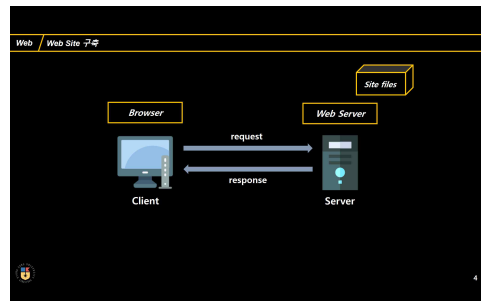 Web / Web Site 구축
Site files
Browser
Web Server
request
response
Client
Server
4